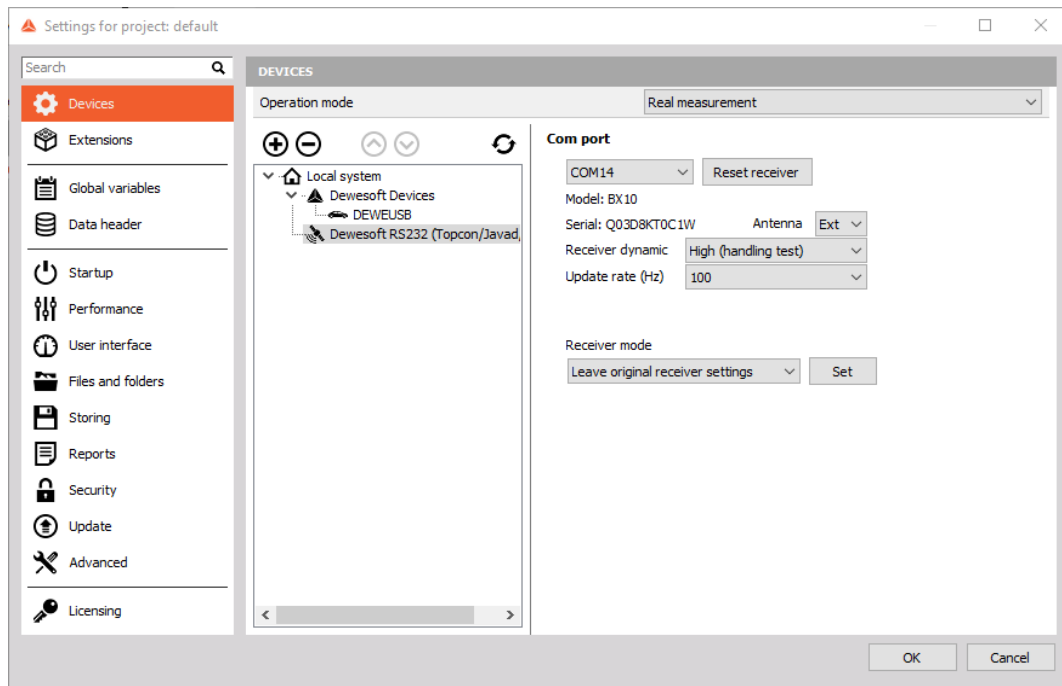 Settings for project: default
Search
Devices
Extensions
Global variables
Data header
Startup
Performance
User interface
Files and folders
Storing
Reports
Security
Update
Advanced
Licensing
DEVICES
Operation mode
Real measurement
Local system
Dewesoft Devices
DEWEUSB
Dewesoft RS232 (Topcon/Javad,
Com port
COM14
Reset receiver
Model: BX10
Serial: Q03D8KT0C1W
Antenna
Ext
Receiver dynamic
High (handling test)
Update rate (Hz)
100
Receiver mode
Leave original receiver settings
Set
OK
Cancel